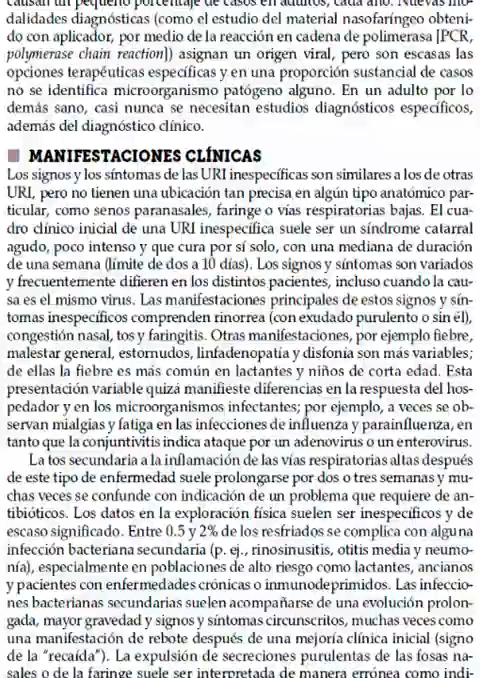 causan un pequeño porcentaje de casos en adultos, cada año. Nuevas mo-
dalidades diagnósticas (como el estudio del material nasofaríngeo obteni-
do con aplicador, por medio de la reacción en cadena de polimerasa [PCR,
polymerase chain reaction]) asignan un origen viral, pero son escasas las
opciones terapéuticas específicas y en una proporción sustancial de casos
no se identifica microorganismo patógeno alguno. En un adulto por lo
demás sano, casi nunca se necesitan estudios diagnósticos específicos,
además del diagnóstico clínico.
MANIFESTACIONES CLÍNICAS
Los signos y los síntomas de las URI inespecíficas son similares a los de otras
URI, pero no tienen una ubicación tan precisa en algún tipo anatómico par-
ticular, como senos paranasales, faringe o vías respiratorias bajas. El cua-
dro clínico inicial de una URI inespecífica suele ser un síndrome catarral
agudo, poco intenso y que cura por sí solo, con una mediana de duración
de una semana (límite de dos a 10 días). Los signos y síntomas son variados
y frecuentemente difieren en los distintos pacientes, incluso cuando la cau-
sa es el mismo virus. Las manifestaciones principales de estos signos y sín-
tomas inespecíficos comprenden rinorrea (con exudado purulento o sin él),
congestión nasal, tos y faringitis. Otras manifestaciones, por ejemplo fiebre,
malestar general, estornudos, linfadenopatía y disfonía son más variables;
de ellas la fiebre es más común en lactantes y niños de corta edad. Esta
presentación variable quizá manifieste diferencias en la respuesta del hos-
pedador y en los microorganismos infectantes; por ejemplo, a veces se ob-
servan mialgias y fatiga en las infecciones de influenza y parainfluenza, en
tanto que la conjuntivitis indica ataque por un adenovirus o un enterovirus.
La tos secundaria a la inflamación de las vías respiratorias altas después
de este tipo de enfermedad suele prolongarse por dos o tres semanas y mu-
chas veces se confunde con indicación de un problema que requiere de an-
tibióticos. Los datos en la exploración física suelen ser inespecíficos y de
escaso significado. Entre 0.5 y 2% de los resfriados se complica con alguna
infección bacteriana secundaria (p. ej., rinosinusitis, otitis media y neumo-
nía), especialmente en poblaciones de alto riesgo como lactantes, ancianos
y pacientes con enfermedades crónicas o inmunodeprimidos. Las infeccio-
nes bacterianas secundarias suelen acompañarse de una evolución prolon-
gada, mayor gravedad y signos y síntomas circunscritos, muchas veces como
una manifestación de rebote después de una mejoría clínica inicial (signo
de la "recaída"). La expulsión de secreciones purulentas de las fosas na-
sales o de la faringe suele ser interpretada de manera errónea como indi-